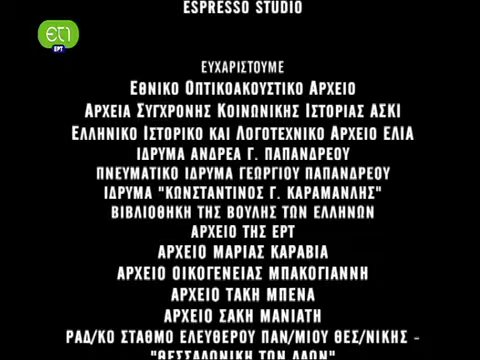 ESPRESSO STUDIO
ετ1
ΕΡΤ
ΕΥΧΑΡΙΣΤΟΥΜΕ
ΕΘΝΙΚΟ ΟΠΤΙΚΟΑΚΟΥΣΤΙΚΟ ΑΡΧΕΙΟ
ΑΡΧΕΙΑ ΣΥΓΧΡΟΝΗΣ ΚΟΙΝΩΝΙΚΗΣ ΙΣΤΟΡΙΑΣ ΑΣΚΙ
ΕΛΛΗΝΙΚΟ ΙΣΤΟΡΙΚΟ ΚΑΙ ΛΟΓΟΤΕΧΝΙΚΟ ΑΡΧΕΙΟ ΕΛΙΑ
ΙΔΡΥΜΑ ΑΝΔΡΕΑ Γ. ΠΑΠΑΝΔΡΕΟΥ
ΠΝΕΥΜΑΤΙΚΟ ΙΔΡΥΜΑ ΓΕΩΡΓΙΟΥ ΠΑΠΑΝΔΡΕΟΥ
ΙΔΡΥΜΑ "ΚΩΝΣΤΑΝΤΙΝΟΣ Γ. ΚΑΡΑΜΑΝΛΗΣ"
ΒΙΒΛΙΟΘΗΚΗ ΤΗΣ ΒΟΥΛΗΣ ΤΩΝ ΕΛΛΗΝΩΝ
ΑΡΧΕΙΟ ΤΗΣ ΕΡΤ
ΑΡΧΕΙΟ ΜΑΡΙΑΣ ΚΑΡΑΒΙΑ
ΑΡΧΕΙΟ ΟΙΚΟΓΕΝΕΙΑΣ ΜΠΑΚΟΓΙΑΝΝΗ
ΑΡΧΕΙΟ ΤΑΚΗ ΜΠΕΝΑ
ΑΡΧΕΙΟ ΣΑΚΗ ΜΑΝΙΑΤΗ
ΡΑΔ/ΚΟ ΣΤΑΘΜΟ ΕΛΕΥΘΕΡΟΥ ΠΑΝ/ΜΙΟΥ ΘΕΣ/ΝΙΚΗΣ -
"ΘΕΣΣΑΛΟΝΙΚΗ ΤΩΝ ΛΑΩΝ"